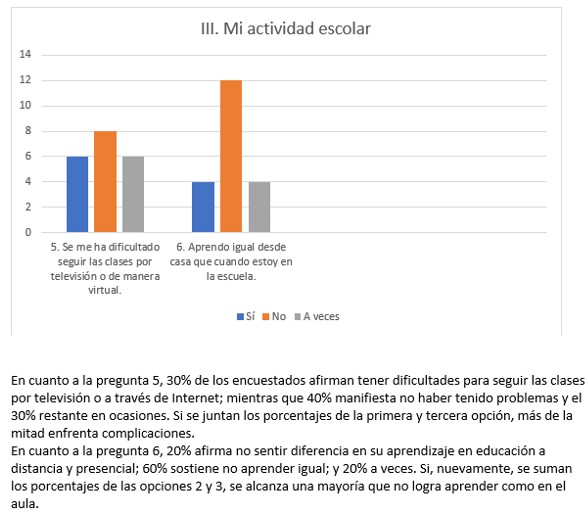 III. Mi actividad escolar
14
12
10
8
6
4
2
0
5. Se me ha dificultado
seguir las clases por
televisión o de manera
virtual.
6. Aprendo igual desde
casa que cuando estoy en
la escuela.
Sí No A veces
En cuanto a la pregunta 5, 30% de los encuestados afirman tener dificultades para seguir las clases
por televisión o a través de Internet; mientras que 40% manifiesta no haber tenido problemas y el
30% restante en ocasiones. Si se juntan los porcentajes de la primera y tercera opción, más de la
mitad enfrenta complicaciones.
En cuanto a la pregunta 6, 20% afirma no sentir diferencia en su aprendizaje en educación a
distancia y presencial; 60% sostiene no aprender igual; y 20% a veces. Si, nuevamente, se suman
los porcentajes de las opciones 2 y 3, se alcanza una mayoría que no logra aprender como en el
aula.